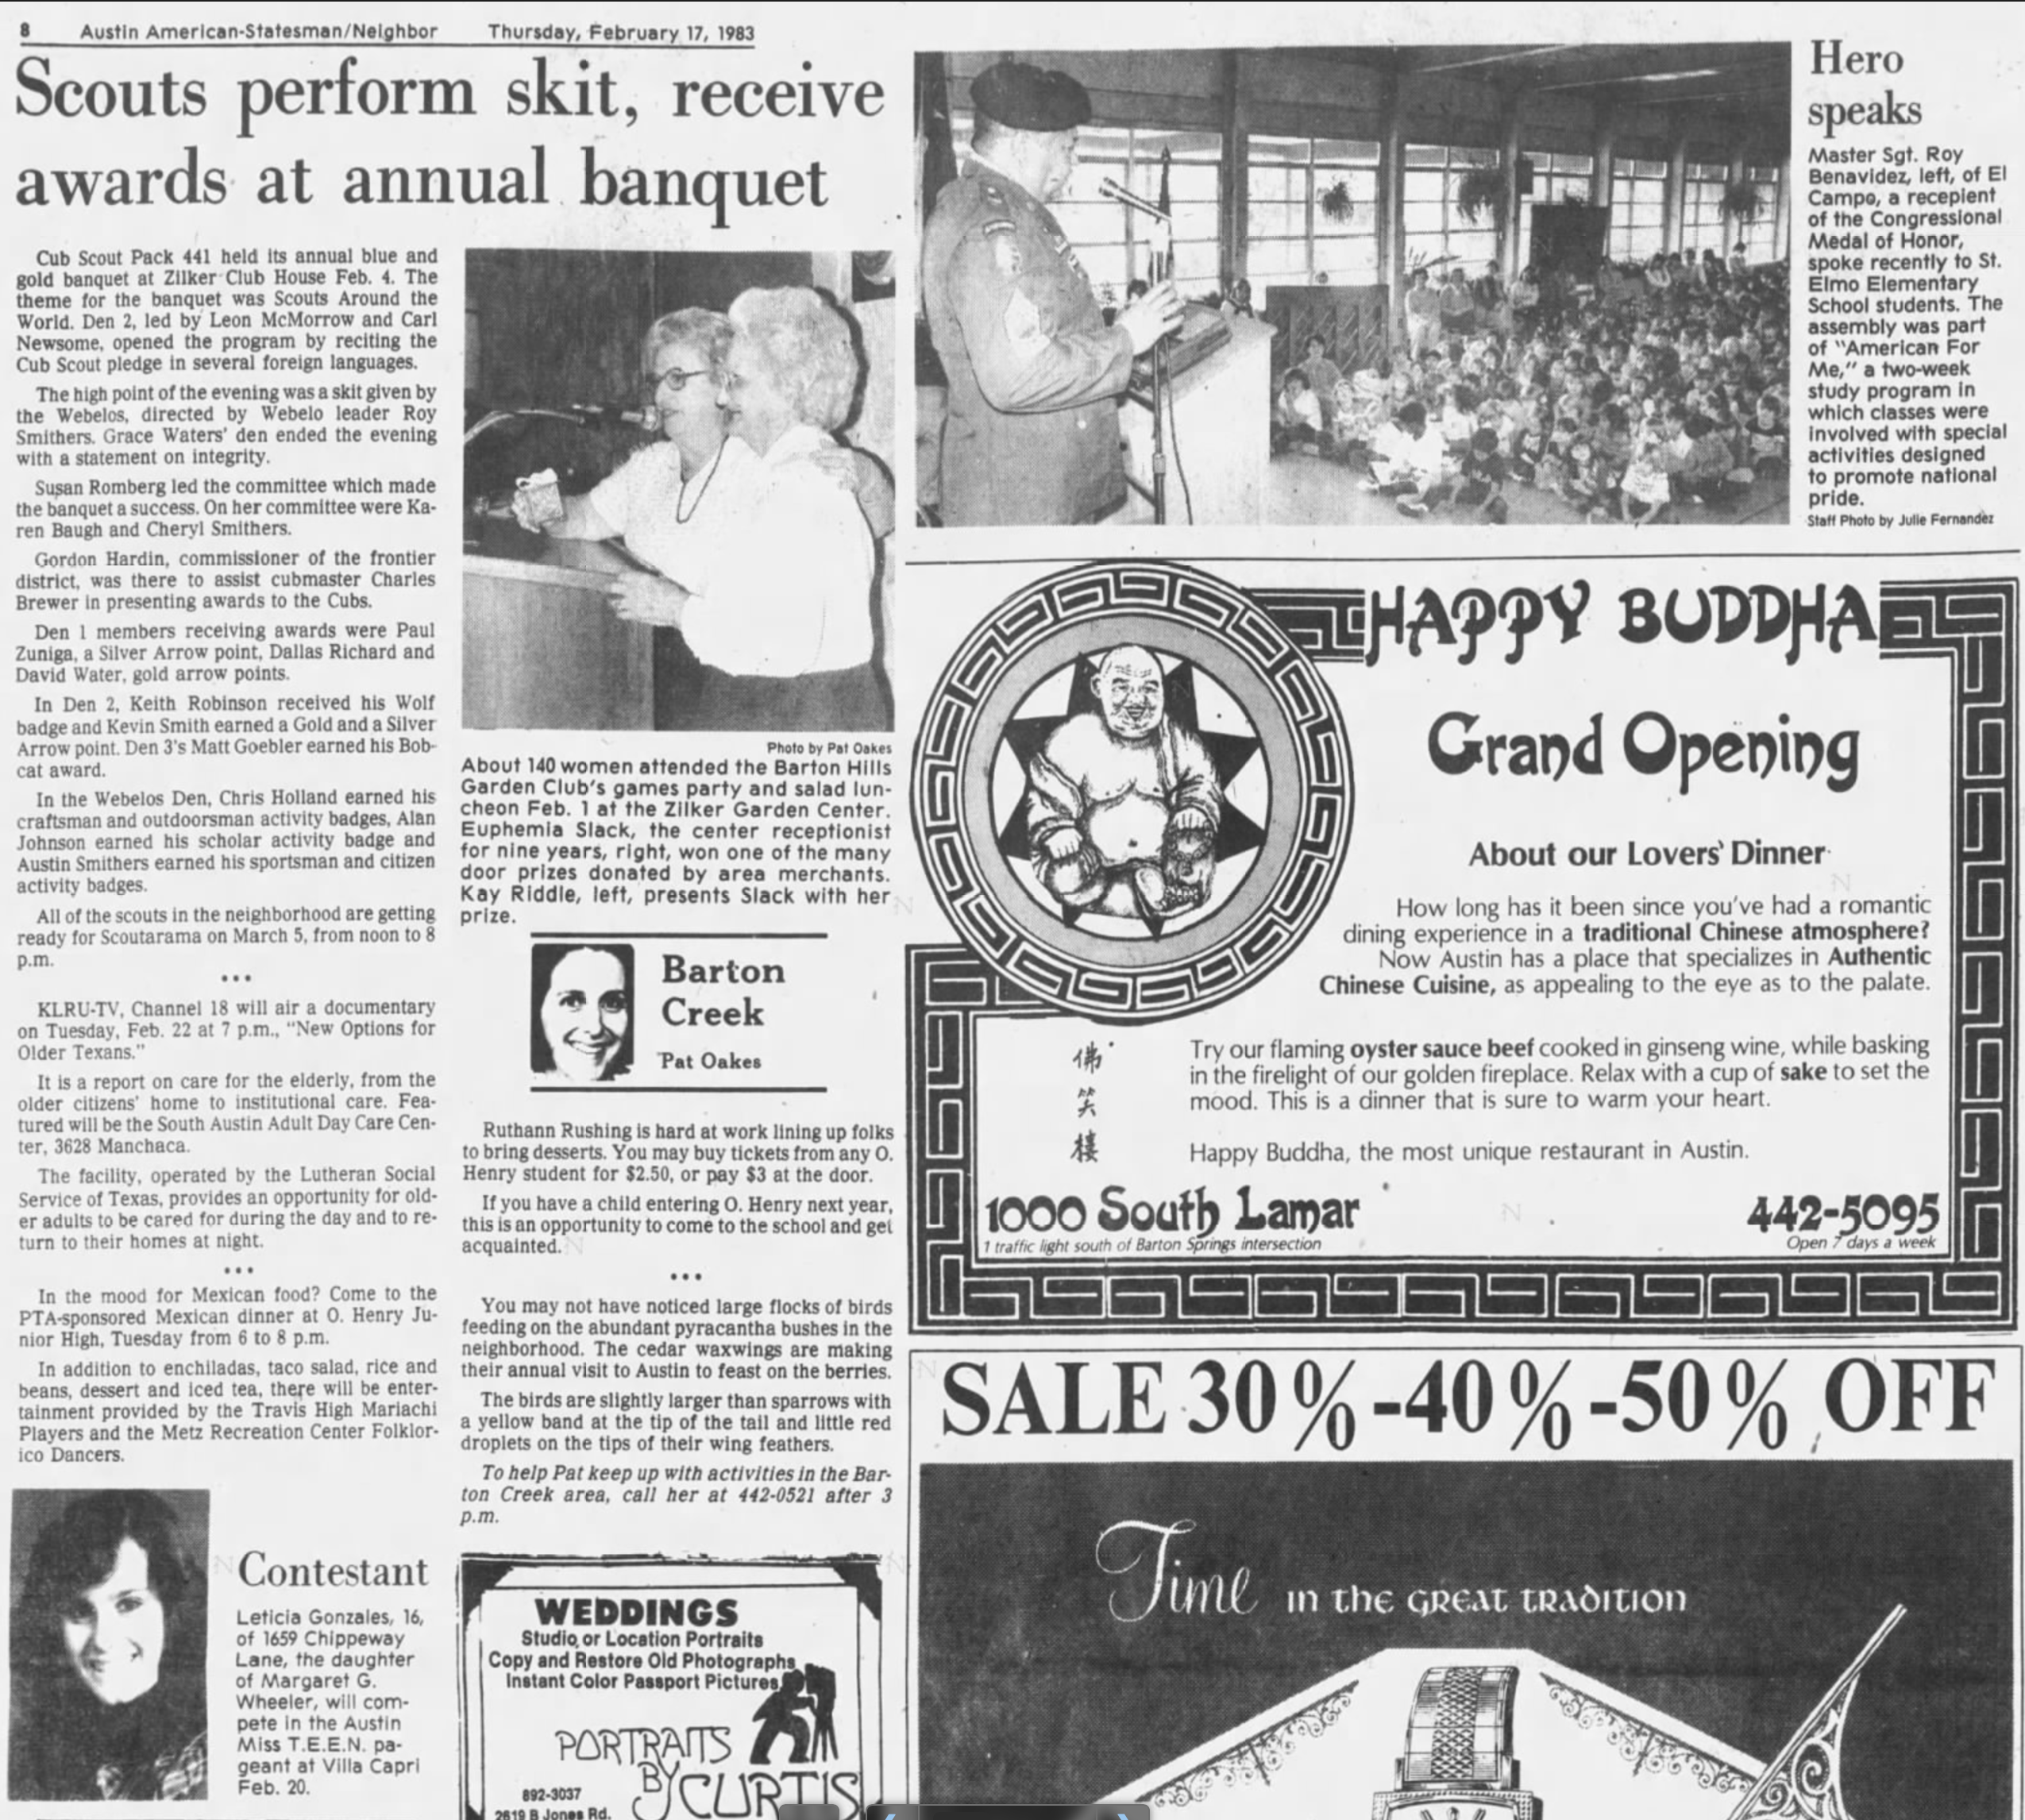 8 Austin American-Statesman/Neighbor Thursday, February 17, 1983
Scouts perform skit, receive
awards at annual banquet
Cub Scout Pack 441 held its annual blue and
gold banquet at Zilker Club House Feb. 4. The
theme for the banquet was Scouts Around the
World. Den 2, led by Leon McMorrow and Carl
Newsome, opened the program by reciting the
Cub Scout pledge in several foreign languages.
The high point of the evening was a skit given by
the Webelos, directed by Webelo leader Roy
Smithers. Grace Waters' den ended the evening
with a statement on integrity.
Susan Romberg led the committee which made
the banquet a success. On her committee were Ka-
ren Baugh and Cheryl Smithers.
Gordon Hardin, commissioner of the frontier
district, was there to assist cubmaster Charles
Brewer in presenting awards to the Cubs.
Den 1 members receiving awards were Paul
Zuniga, a Silver Arrow point, Dallas Richard and
David Water, gold arrow points.
In Den 2, Keith Robinson received his Wolf
badge and Kevin Smith earned a Gold and a Silver
Arrow point. Den 3's Matt Goebler earned his Bob-
cat award.
In the Webelos Den, Chris Holland earned his
craftsman and outdoorsman activity badges, Alan
Johnson earned his scholar activity badge and
Austin Smithers earned his sportsman and citizen
activity badges.
All of the scouts in the neighborhood are getting
ready for Scoutarama on March 5, from noon to 8
p.m.
•••
KLRU-TV, Channel 18 will air a documentary
on Tuesday, Feb. 22 at 7 p.m., "New Options for
Older Texans."
It is a report on care for the elderly, from the
older citizens' home to institutional care. Fea-
tured will be the South Austin Adult Day Care Cen-
ter, 3628 Manchaca.
The facility, operated by the Lutheran Social
Service of Texas, provides an opportunity for old-
er adults to be cared for during the day and to re-
turn to their homes at night.
•••
In the mood for Mexican food? Come to the
PTA-sponsored Mexican dinner at O. Henry Ju-
nior High, Tuesday from 6 to 8 p.m.
In addition to enchiladas, taco salad, rice and
beans, dessert and iced tea, there will be enter-
tainment provided by the Travis High Mariachi
Players and the Metz Recreation Center Folklor-
ico Dancers.
Photo by Pat Oakes
About 140 women attended the Barton Hills
Garden Club's games party and salad lun-
cheon Feb. 1 at the Zilker Garden Center.
Euphemia Slack, the center receptionist
for nine years, right, won one of the many
door prizes donated by area merchants.
Kay Riddle, left, presents Slack with her
prize.
Barton
Creek
Pat Oakes
Ruthann Rushing is hard at work lining up folks
to bring desserts. You may buy tickets from any O.
Henry student for $2.50, or pay $3 at the door.
If you have a child entering O. Henry next year,
this is an opportunity to come to the school and get
acquainted.
•••
You may not have noticed large flocks of birds
feeding on the abundant pyracantha bushes in the
neighborhood. The cedar waxwings are making
their annual visit to Austin to feast on the berries.
The birds are slightly larger than sparrows with
a yellow band at the tip of the tail and little red
droplets on the tips of their wing feathers.
To help Pat keep up with activities in the Bar-
ton Creek area, call her at 442-0521 after 3
p.m.
Contestant
Leticia Gonzales, 16,
of 1659 Chippeway
Lane, the daughter
of Margaret G.
Wheeler, will com-
pete in the Austin
Miss T.E.E.N. pa-
geant at Villa Capri
Feb. 20.
WEDDINGS
Studio or Location Portraits
Copy and Restore Old Photographs
Instant Color Passport Pictures
PORTRAITS
BY CURTIS
892-3037
2619 B Jones Rd.
Hero
speaks
Master Sgt. Roy
Benavidez, left, of El
Campo, a recepient
of the Congressional
Medal of Honor,
spoke recently to St.
Elmo Elementary
School students. The
assembly was part
of "American For
Me," a two-week
study program in
which classes were
involved with special
activities designed
to promote national
pride.
Staff Photo by Julie Fernandez
HAPPY BUDDHA
Grand Opening
About our Lovers' Dinner
How long has it been since you've had a romantic
dining experience in a traditional Chinese atmosphere?
Now Austin has a place that specializes in Authentic
Chinese Cuisine, as appealing to the eye as to the palate.
佛
笑
樓
Try our flaming oyster sauce beef cooked in ginseng wine, while basking
in the firelight of our golden fireplace. Relax with a cup of sake to set the
mood. This is a dinner that is sure to warm your heart.
Happy Buddha, the most unique restaurant in Austin.
1000 South Lamar 442-5095
1 traffic light south of Barton Springs intersection Open 7 days a week
SALE 30%-40%-50% OFF
Time IN THE GREAT TRADITION